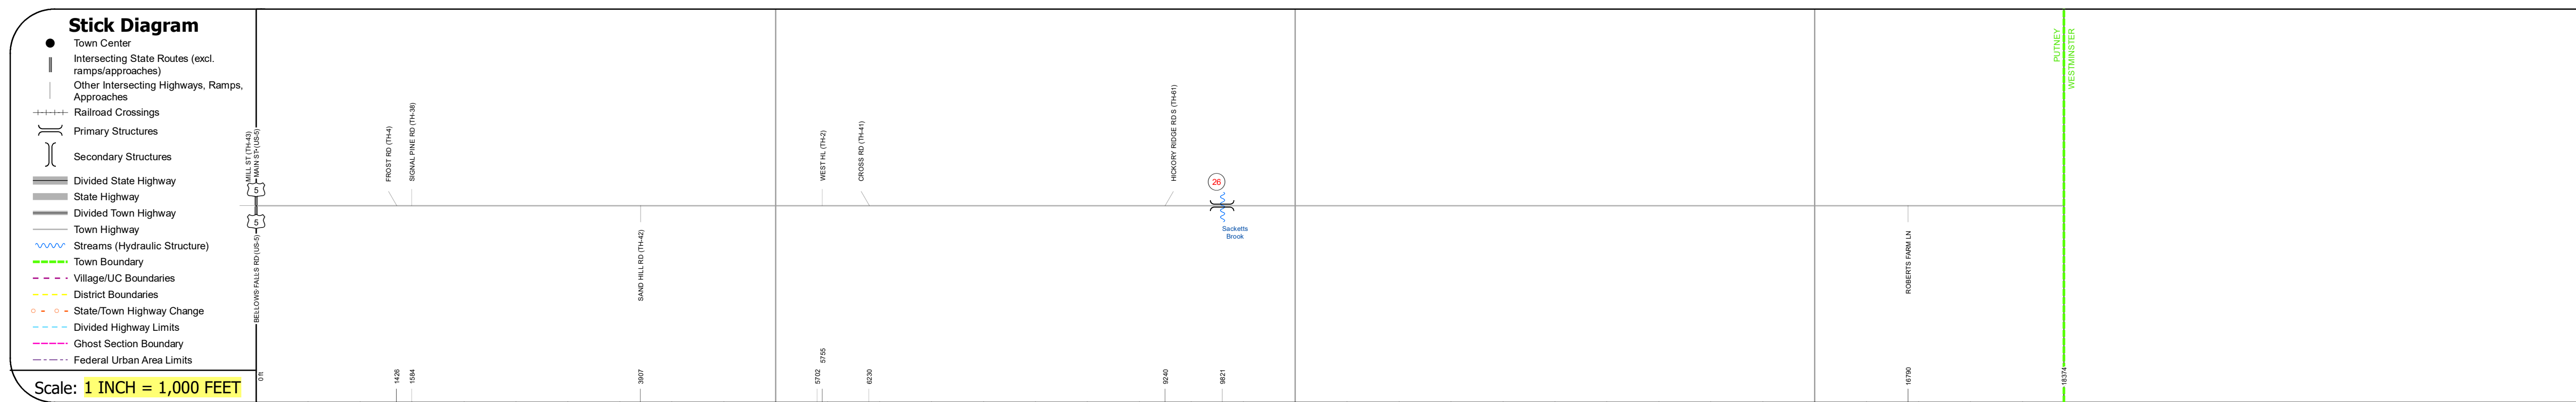 Stick Diagram
Town Center
Intersecting State Routes (excl.
ramps/approaches)
Other Intersecting Highways, Ramps,
Approaches
Railroad Crossings
Primary Structures
Secondary Structures
Divided State Highway
State Highway
Divided Town Highway
Town Highway
Streams (Hydraulic Structure)
Town Boundary
Village/UC Boundaries
District Boundaries
State/Town Highway Change
Divided Highway Limits
Ghost Section Boundary
Federal Urban Area Limits
Scale: 1 INCH = 1,000 FEET
MILL ST (TH-43)
MAIN ST (US-5)
5
5
BELLOWS FALLS RD (US-5)
FROST RD (TH-4)
SIGNAL PINE RD (TH-38)
SAND HILL RD (TH-42)
WEST HL (TH-2)
CROSS RD (TH-41)
HICKORY RIDGE RD S (TH-61)
26
Sacketts
Brook
ROBERTS FARM LN
PUTNEY
WESTMINSTER
0 ft
1426
1584
3907
5702
5755
6230
9240
9821
16790
18374